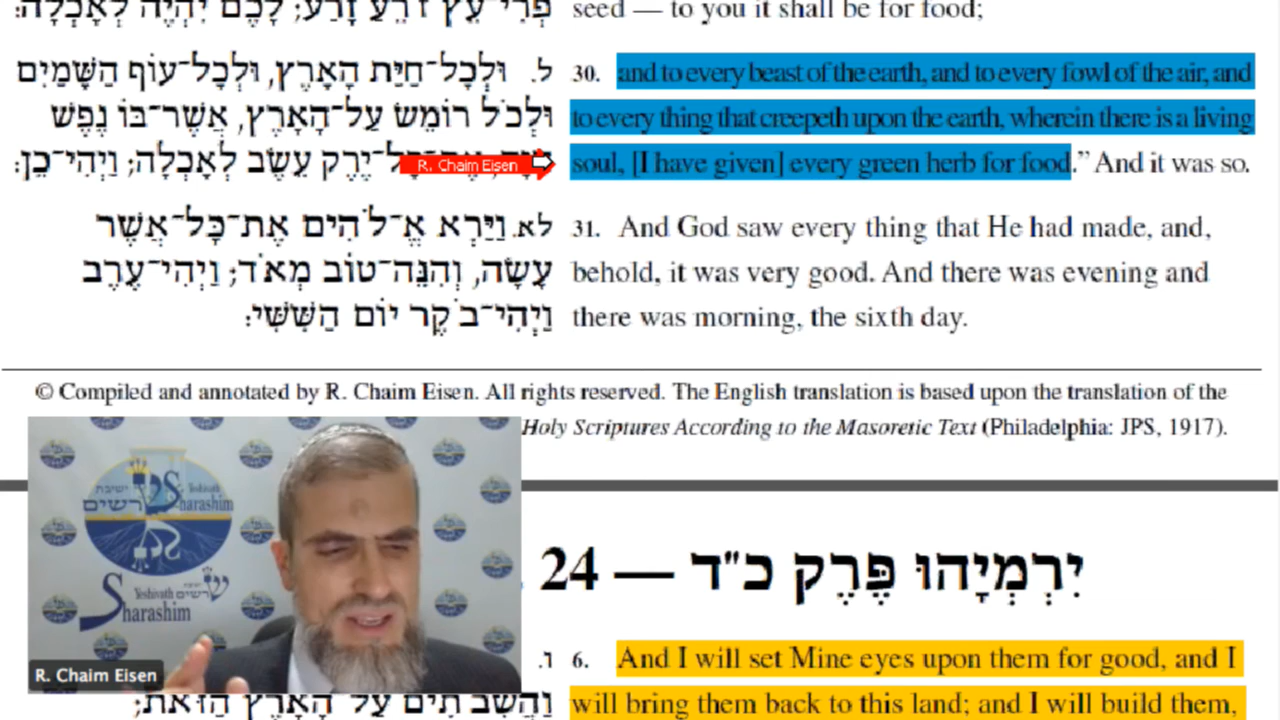 פְּרִי־עֵץ זֹרֵעַ זָרַע; לָכֶם יִהְיֶה לְאָכְלָה:
seed — to you it shall be for food;
ל. וּלְכָל־חַיַּת הָאָרֶץ, וּלְכָל־עוֹף הַשָּׁמַיִם
וּלְכֹל רוֹמֵשׂ עַל־הָאָרֶץ, אֲשֶׁר־בּוֹ נֶפֶשׁ
יֶרֶק עֵשֶׂב לְאָכְלָה; וַיְהִי־כֵן:
R. Chaim Eisen
30. and to every beast of the earth, and to every fowl of the air, and
to every thing that creepeth upon the earth, wherein there is a living
soul, [I have given] every green herb for food.” And it was so.
לא. וַיַּרְא אֱ־לֹהִים אֶת־כָּל־אֲשֶׁר
עָשָׂה, וְהִנֵּה־טוֹב מְאֹד; וַיְהִי־עֶרֶב
וַיְהִי־בֹקֶר יוֹם הַשִּׁשִּׁי:
31. And God saw every thing that He had made, and,
behold, it was very good. And there was evening and
there was morning, the sixth day.
© Compiled and annotated by R. Chaim Eisen. All rights reserved. The English translation is based upon the translation of the
Holy Scriptures According to the Masoretic Text (Philadelphia: JPS, 1917).
24 — יִרְמְיָהוּ פֶּרֶק כ"ד
ו.
וַהֲשִׁבֹתִים עַל הָאָרֶץ הַזֹּאת;
6. And I will set Mine eyes upon them for good, and I
will bring them back to this land; and I will build them,
ישיבת שרשים
Yeshivath Sharashim
Yeshivath ישיבת שרשים
Sharashim
R. Chaim Eisen